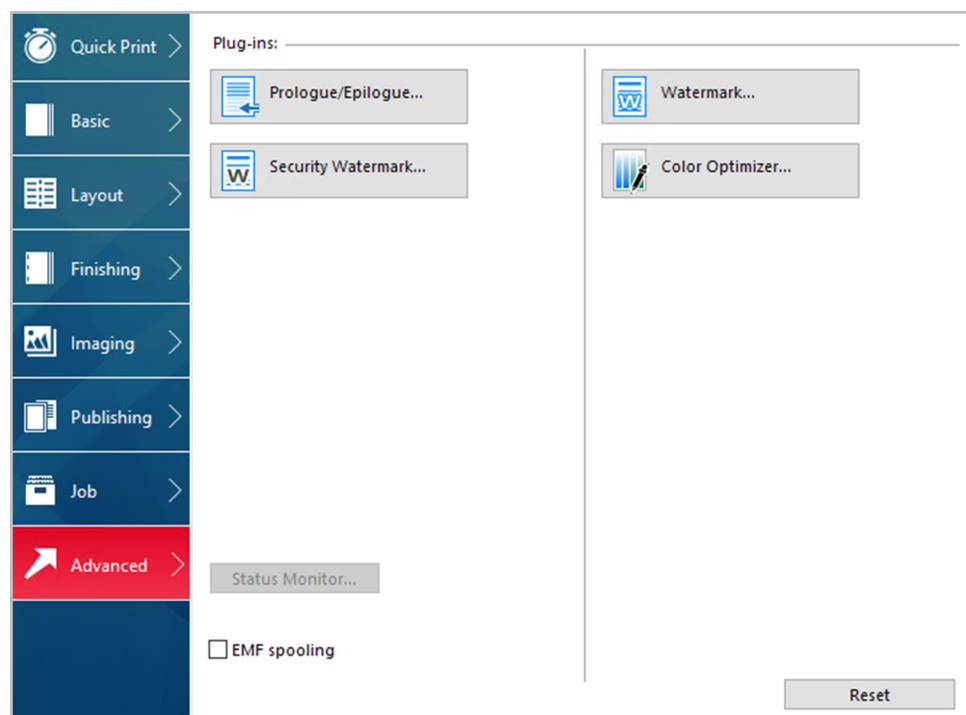 Quick Print
Basic
Layout
Finishing
Imaging
Publishing
Job
Advanced
Plug-ins:
Prologue/Epilogue...
Watermark...
Security Watermark...
Color Optimizer...
Status Monitor...
EMF spooling
Reset